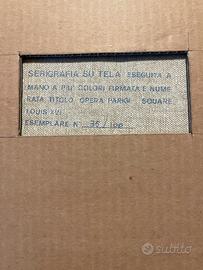 SERIGRAFIA SU TELA ESEGUITA A
MANO A PIU' COLORI FIRMATA E NUME
RATA TITOLO OPERA PARIGI SQUARE
LOUIS XVI
ESEMPLARE N° 35/100
subito